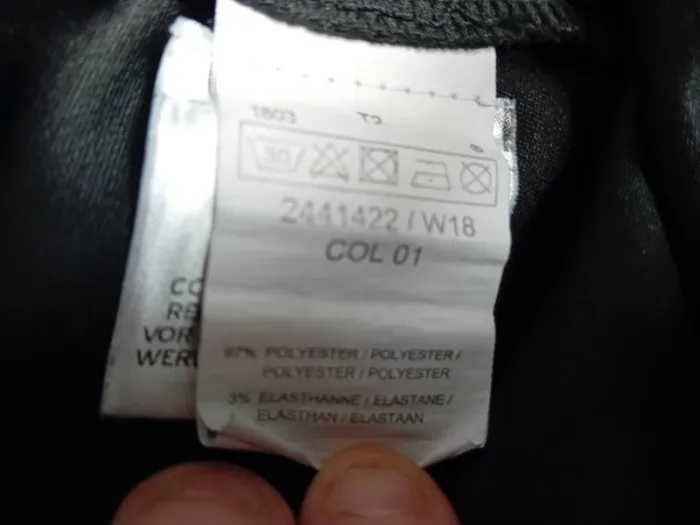 1803 T2
30
2441422 / W18
COL 01
CO
RE
VOR
WER
97% POLYESTER / POLYESTER /
POLYESTER / POLYESTER
3% ELASTHANNE / ELASTANE /
ELASTHAN / ELASTAAN